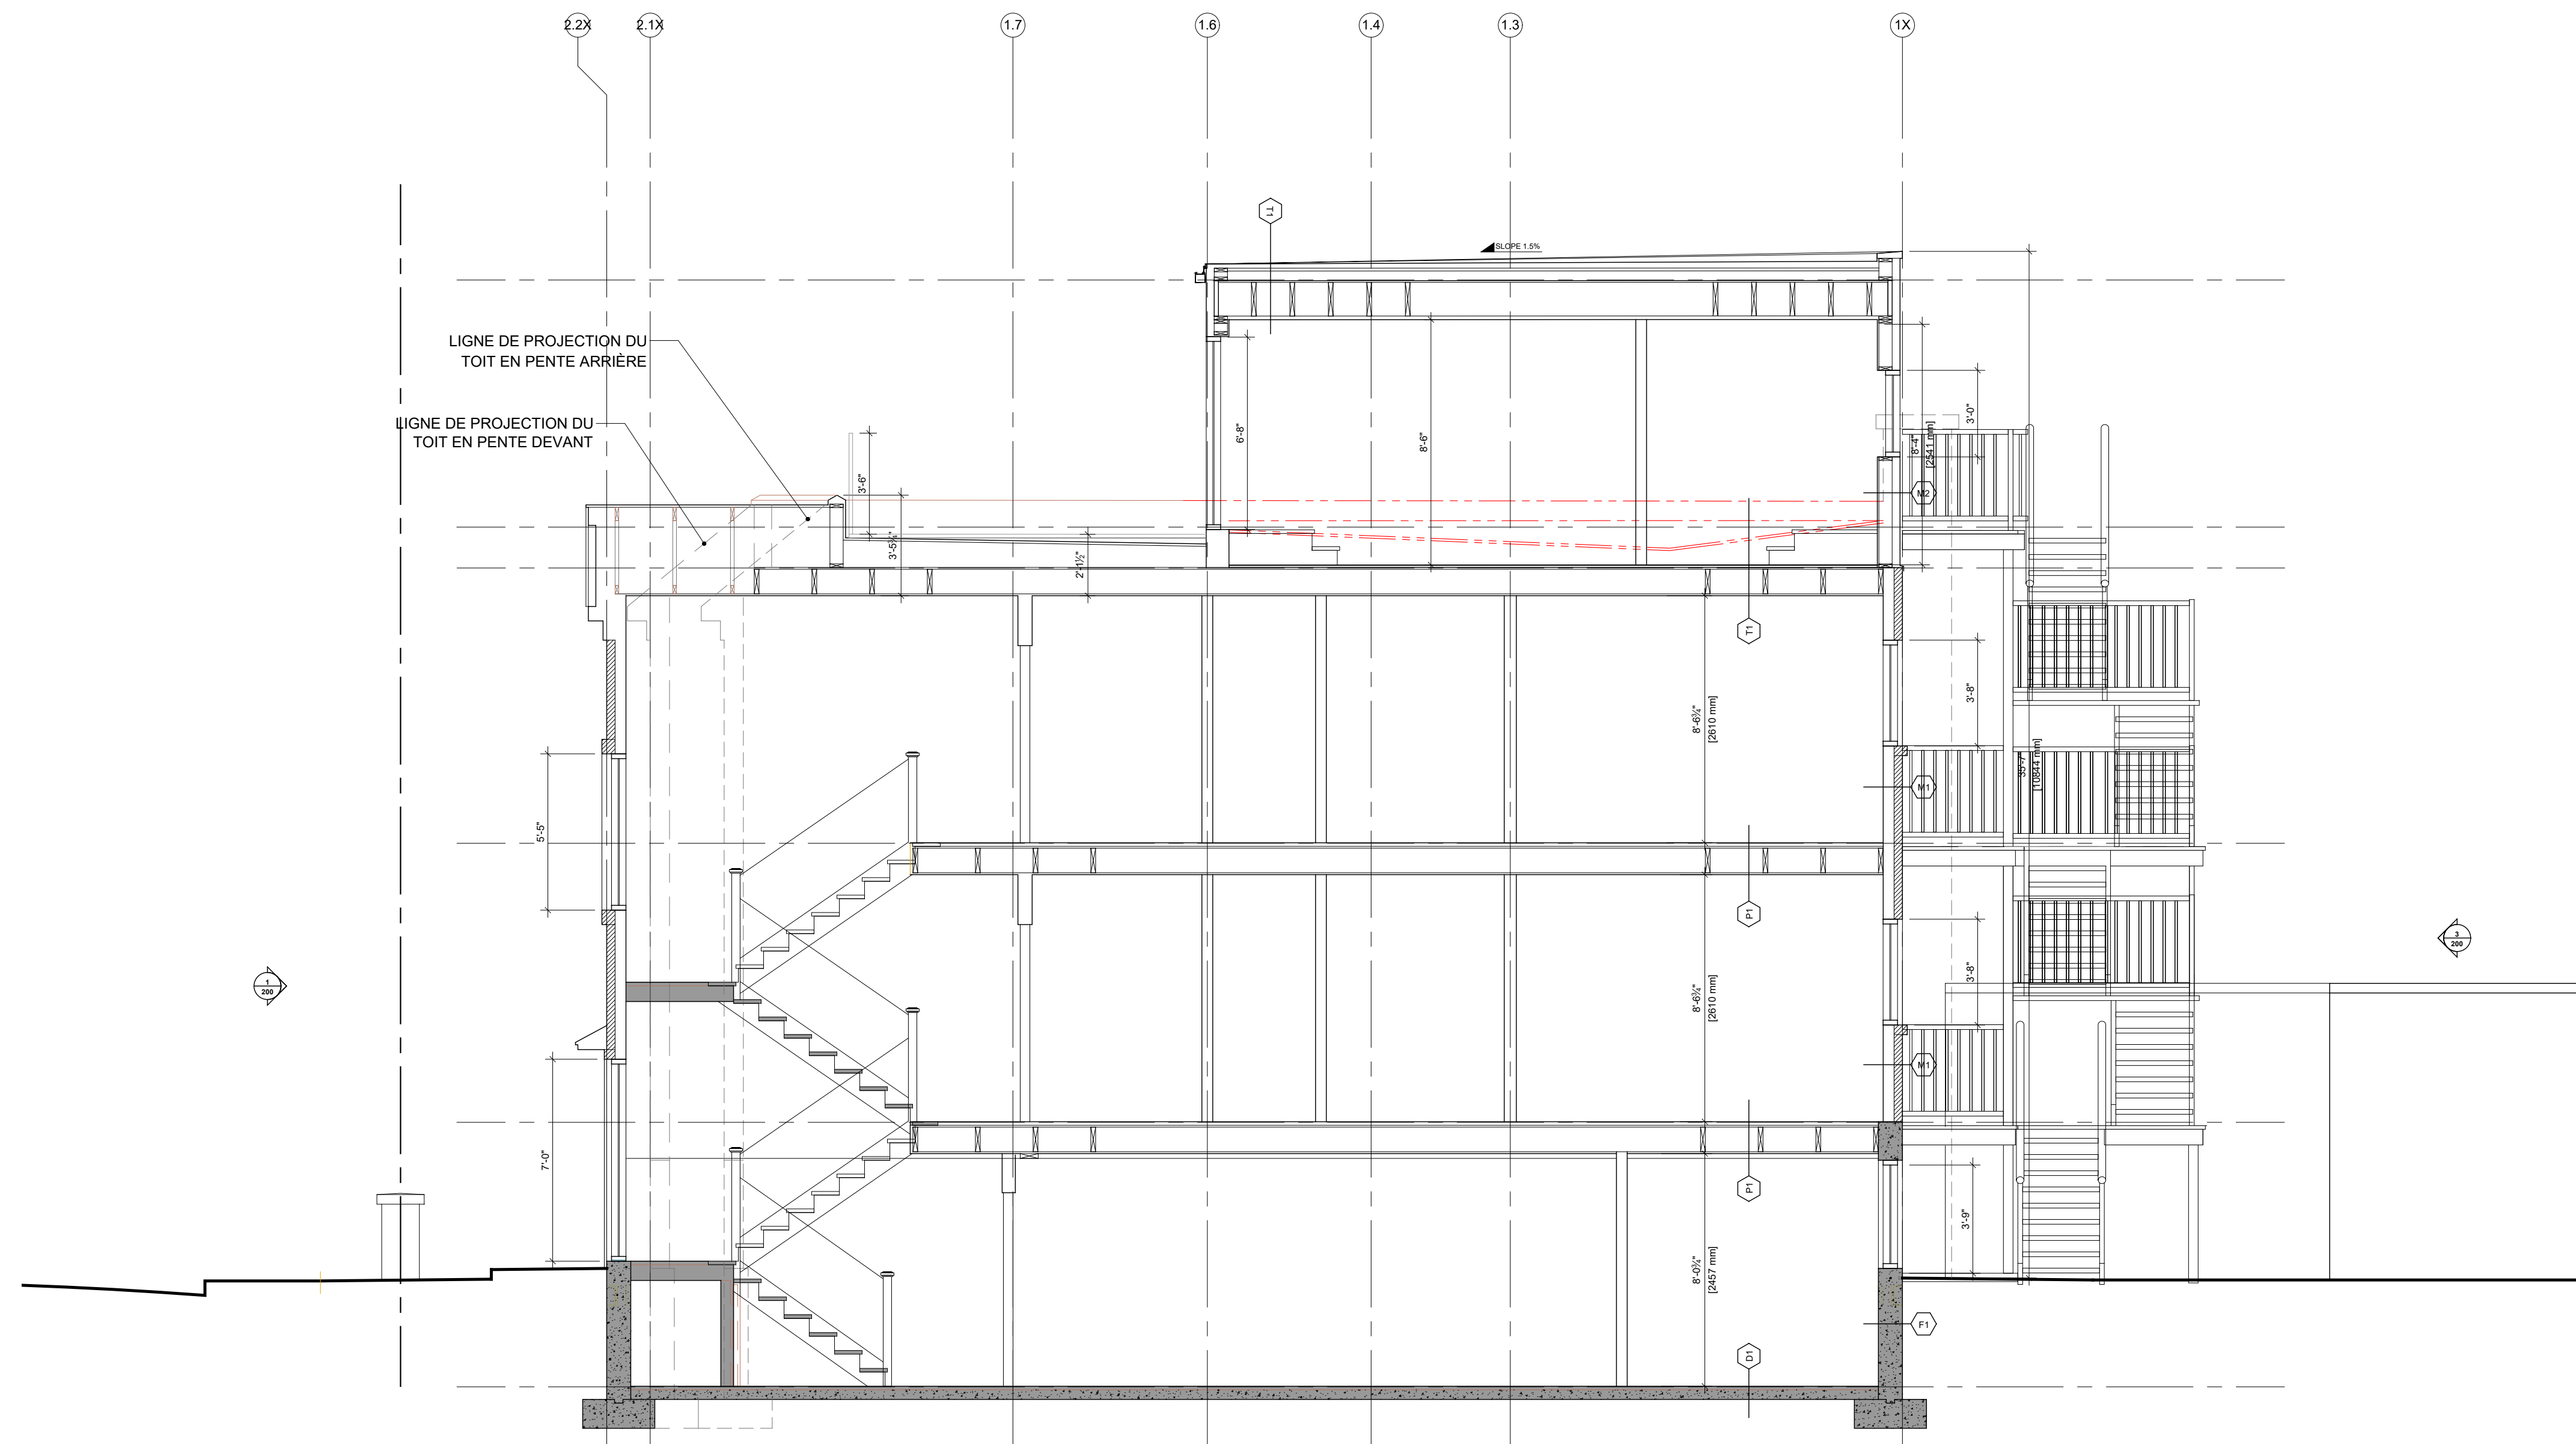 2.2X
2.1X
1.7
1.6
1.4
1.3
1X
T1
SLOPE 1.5%
LIGNE DE PROJECTION DU
TOIT EN PENTE ARRIÈRE
LIGNE DE PROJECTION DU
TOIT EN PENTE DEVANT
3'-6"
3'-5¾"
2'-1½"
6'-8"
8'-6"
3'-0"
8'-4"
[2541 mm]
M2
T1
3'-8"
8'-6¾"
[2610 mm]
35'-7"
[10844 mm]
M1
5'-5"
P1
3
200
1
200
3'-8"
8'-6¾"
[2610 mm]
M1
7'-0"
P1
3'-9"
8'-0¾"
[2457 mm]
F1
D1